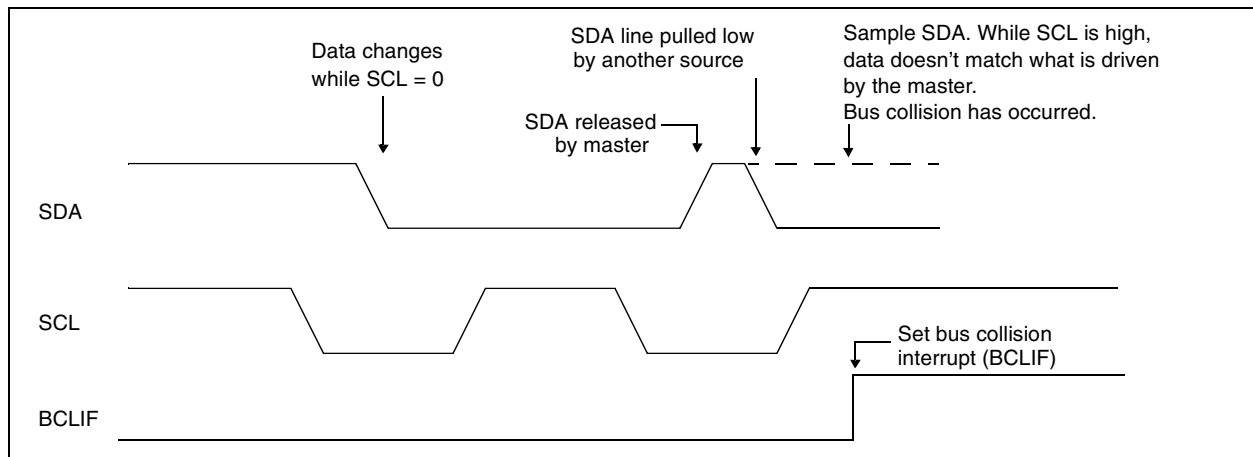 Data changes
while SCL = 0
SDA line pulled low
by another source
SDA released
by master
Sample SDA. While SCL is high,
data doesn't match what is driven
by the master.
Bus collision has occurred.
SDA
SCL
Set bus collision
interrupt (BCLIF)
BCLIF